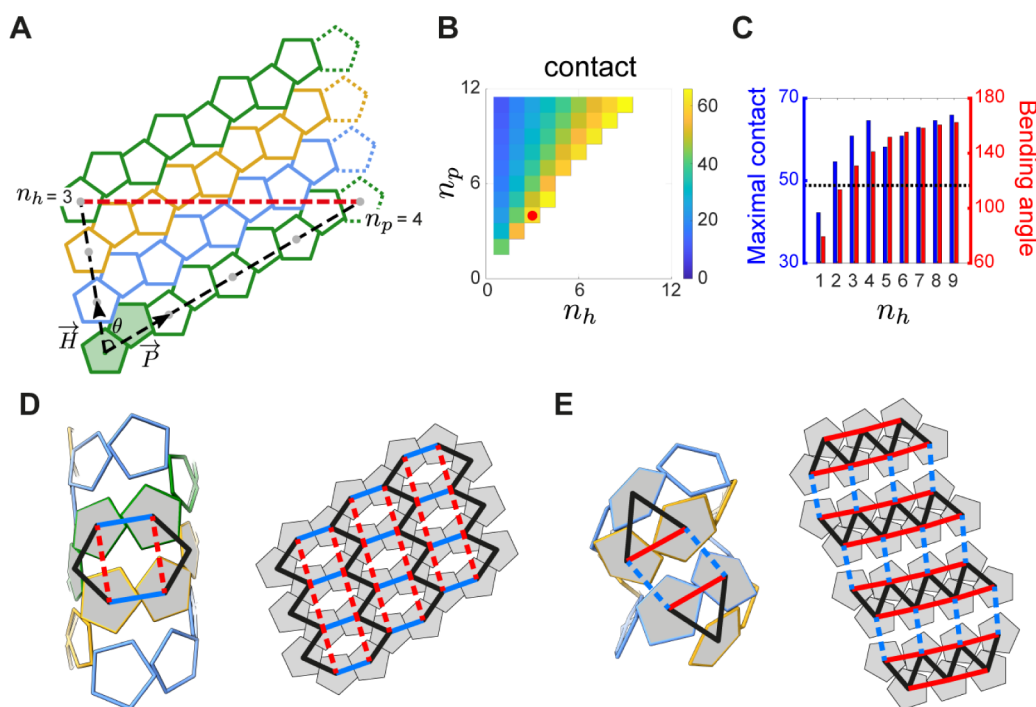 A
n_h = 3
n_p = 4
H
θ
P
B
contact
12
6
0
n_p
0
6
12
n_h
60
40
20
0
C
70
50
30
Maximal contact
180
140
100
60
Bending angle
1 2 3 4 5 6 7 8 9
n_h
D
E